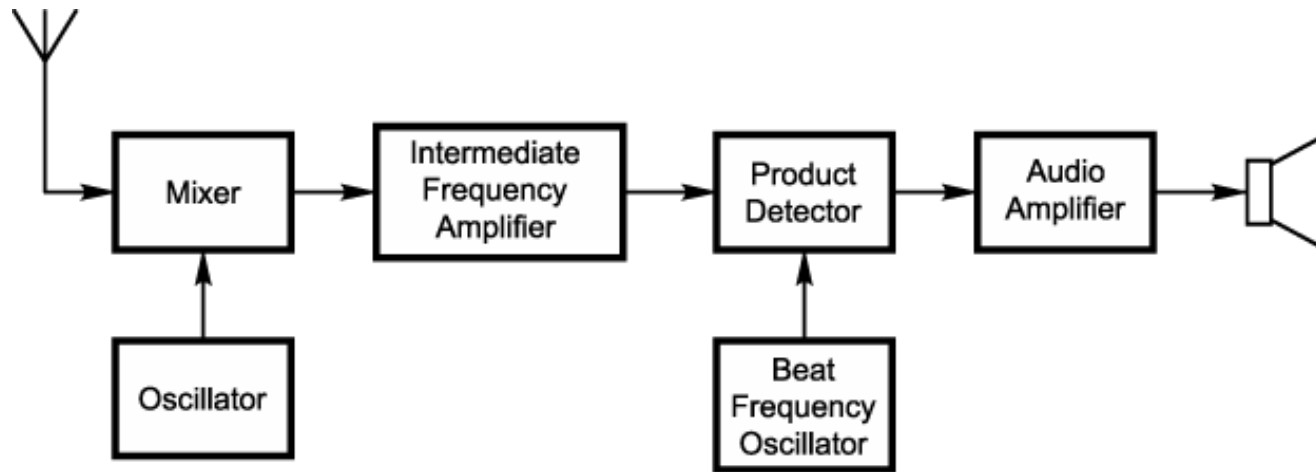 Mixer
Intermediate
Frequency
Amplifier
Product
Detector
Audio
Amplifier
Oscillator
Beat
Frequency
Oscillator